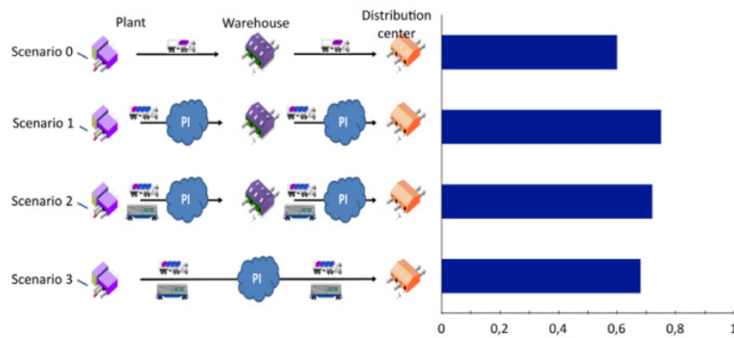 Plant
Warehouse
Distribution
center
Scenario 0
Scenario 1
PI
PI
Scenario 2
PI
PI
Scenario 3
PI
0
0,2
0,4
0,6
0,8
1